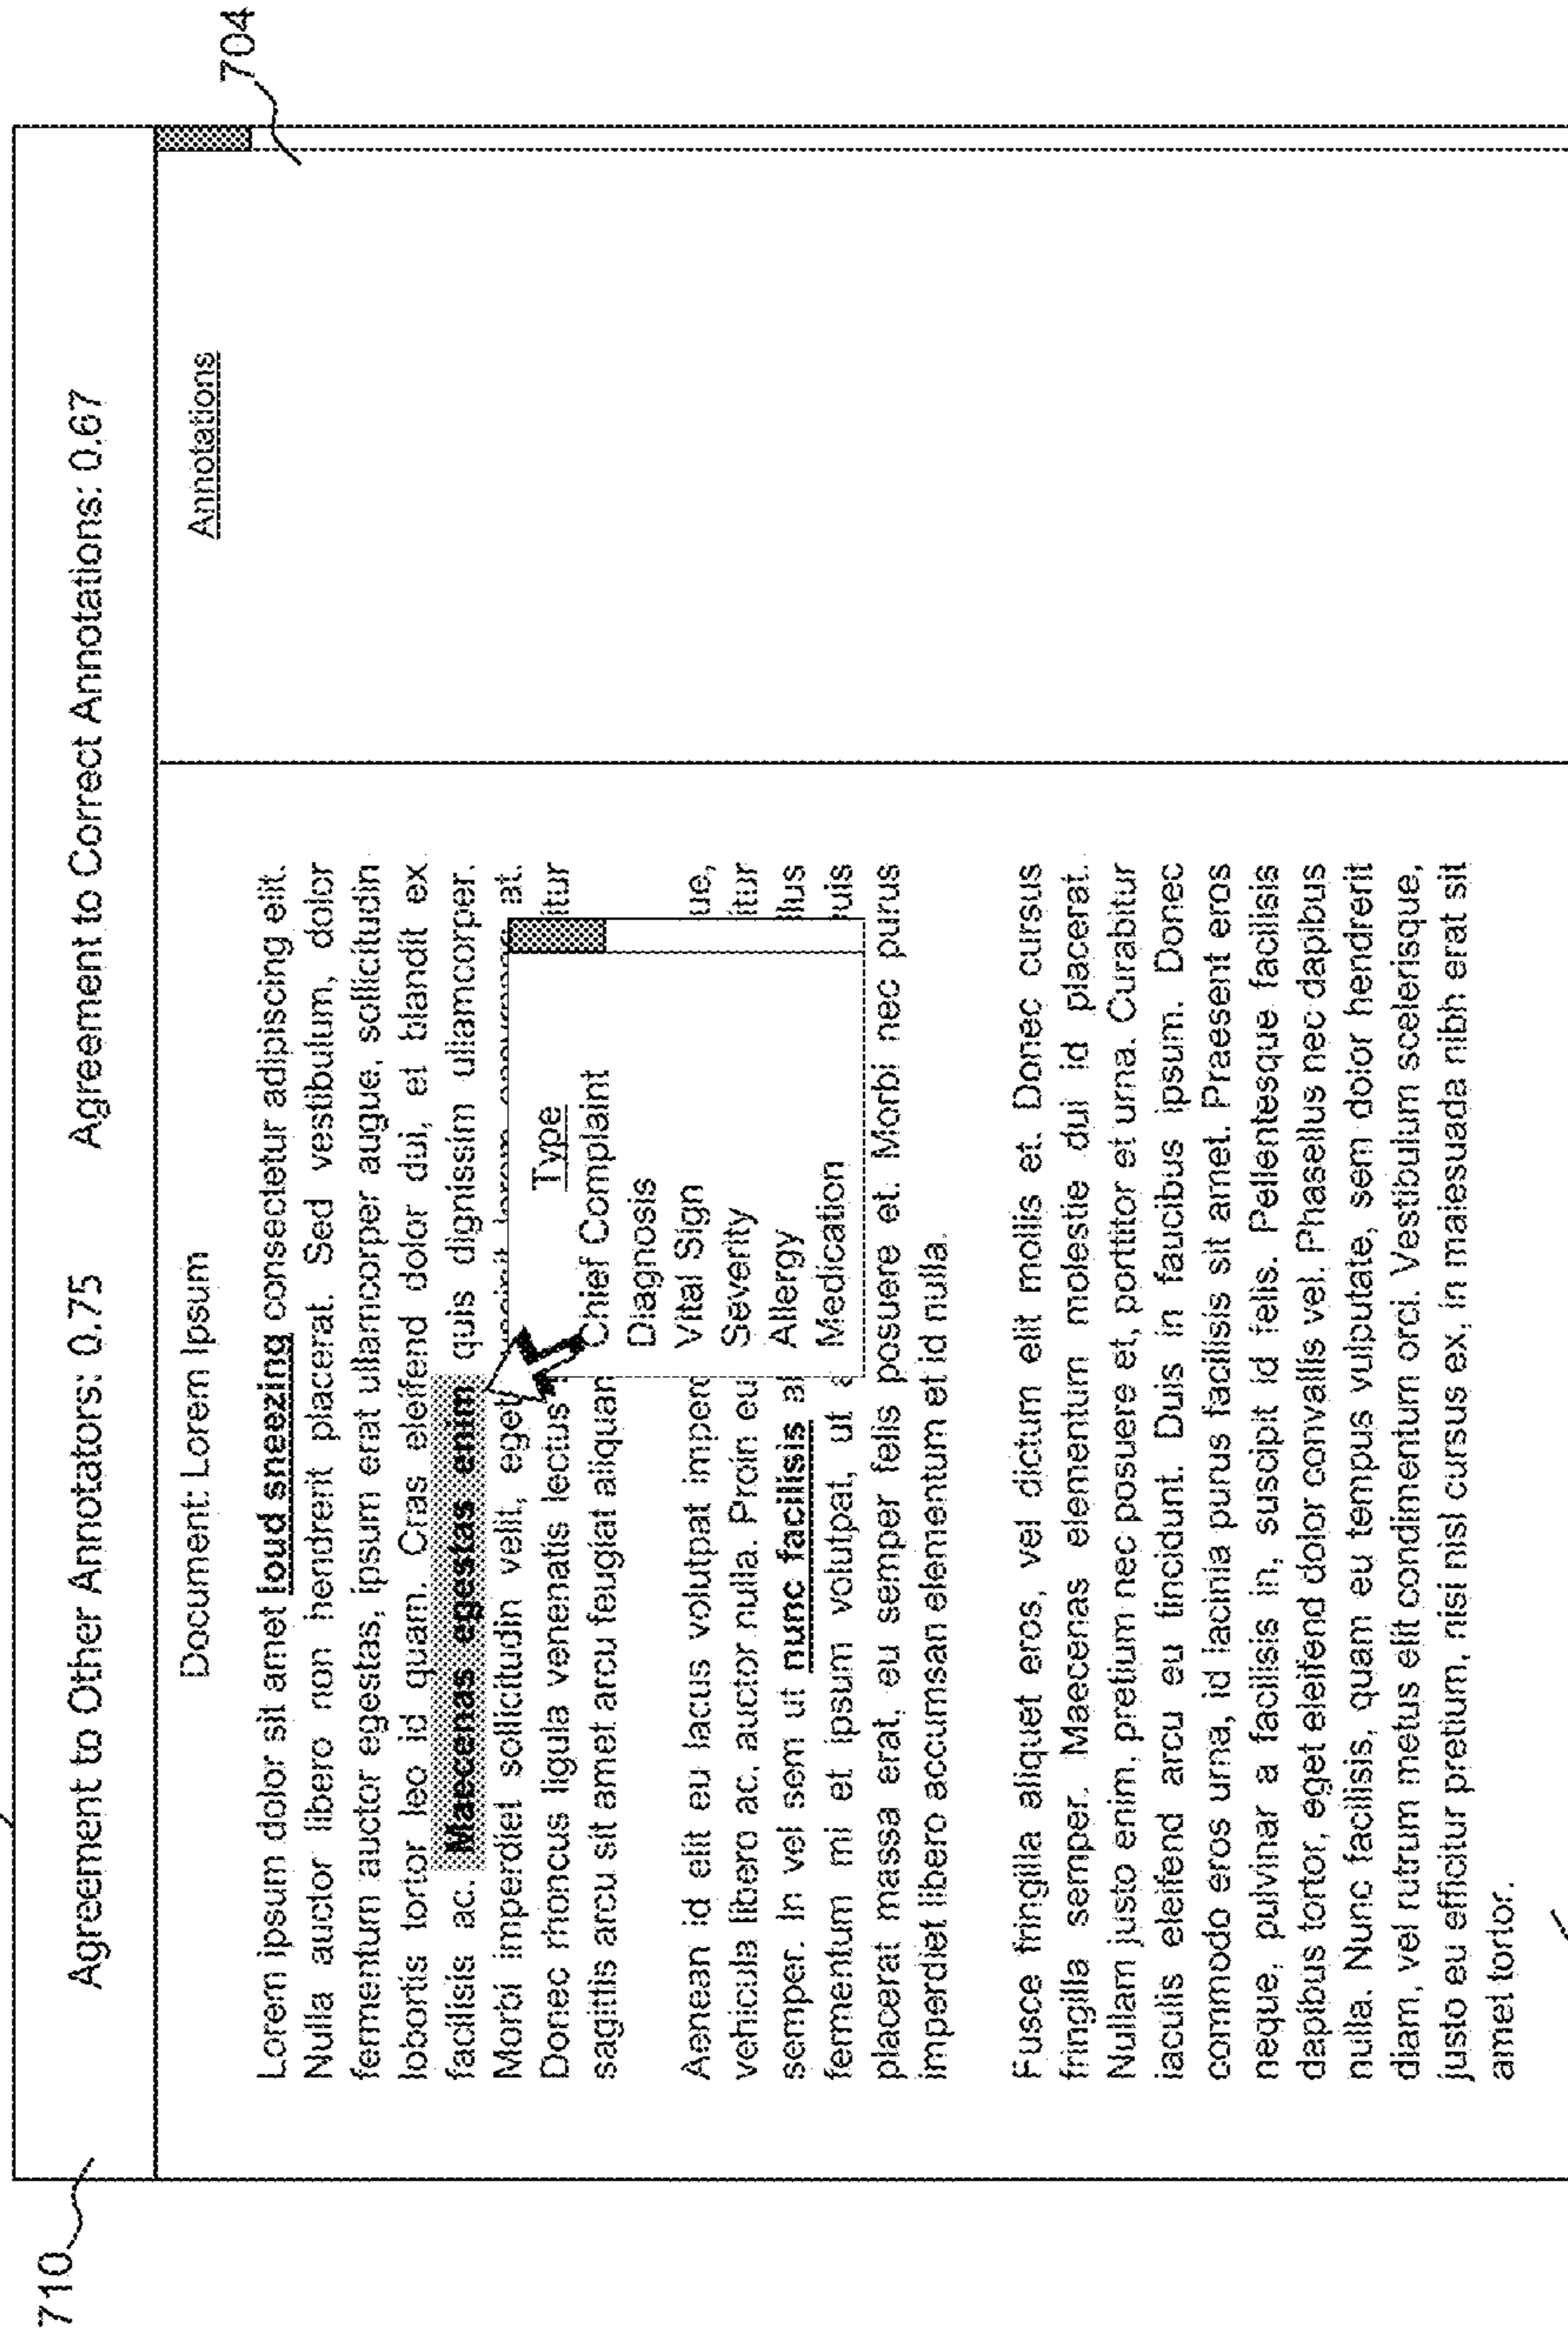 710
Agreement to Other Annotators: 0.75 Agreement to Correct Annotations: 0.67
704
Document: Lorem Ipsum
Annotations
Lorem ipsum dolor sit amet loud sneezing consectetur adipiscing elit.
Nulla auctor libero non hendrerit placerat. Sed vestibulum, dolor
fermentum auctor egestas, ipsum erat ullamcorper augue, sollicitudin
lobortis tortor leo id quam. Cras eleifend dolor dui, et blandit ex
facilisis ac. Maecenas egestas enim quis dignissim ullamcorper.
Morbi imperdiet sollicitudin velit, eget at.
Donec rhoncus ligula venenatis lectus itur
sagittis arcu sit amet arcu feugiat aliquan
Type
Chief Complaint
Diagnosis
Vital Sign
Severity
Allergy
Medication
Aenean id elit eu lacus volutpat impen ue,
vehicula libero ac, auctor nulla. Proin eu itur
semper. In vel sem ut nunc facilisis al llus
fermentum mi et ipsum volutpat, ut uis
placerat massa erat, eu semper felis posuere et. Morbi nec purus
imperdiet libero accumsan elementum et id nulla.
Fusce fringilla aliquet eros, vel dictum elit mollis et. Donec cursus
fringilla semper. Maecenas elementum molestie dui id placerat.
Nullam justo enim, pretium nec posuere et, porttitor et urna. Curabitur
iaculis eleifend arcu eu tincidunt. Duis in faucibus ipsum. Donec
commodo eros urna, id lacinia purus facilisis sit amet. Praesent eros
neque, pulvinar a facilisis in, suscipit id felis. Pellentesque facilisis
dapibus tortor, eget eleifend dolor convallis vel. Phasellus nec dapibus
nulla. Nunc facilisis, quam eu tempus vulputate, sem dolor hendrerit
diam, vel rutrum metus elit condimentum orci. Vestibulum scelerisque,
justo eu efficitur pretium, nisi nisl cursus ex, in malesuada nibh erat sit
amet tortor.